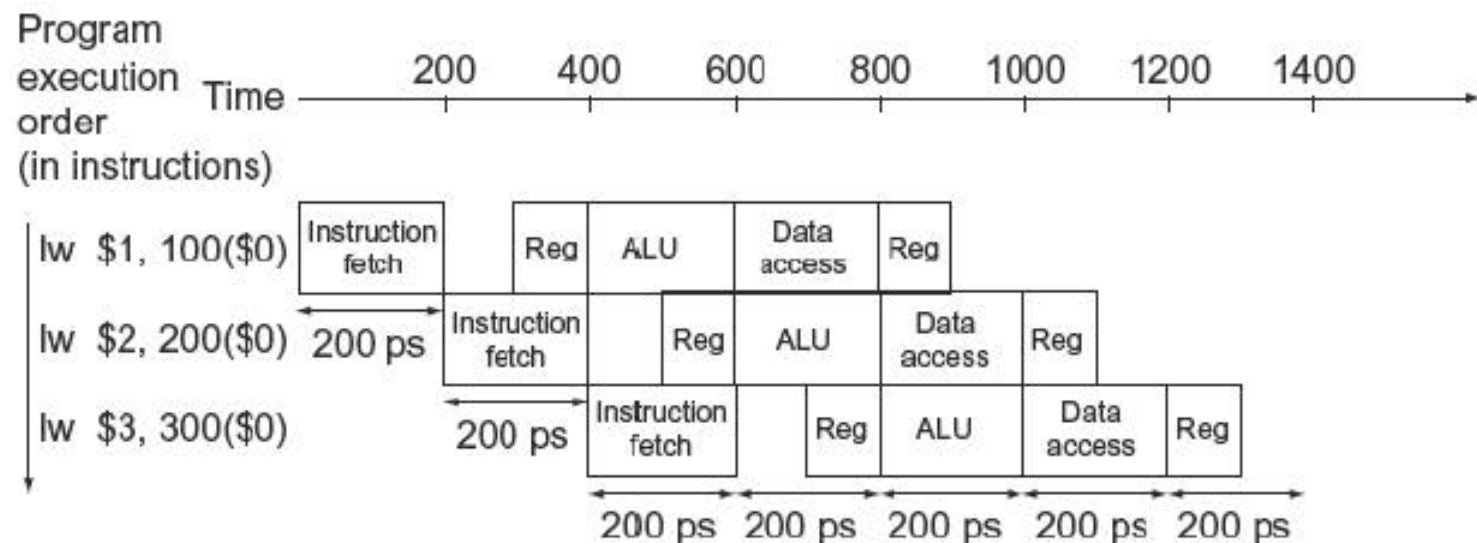 Program
execution
order
(in instructions)
Time
200 400 600 800 1000 1200 1400
lw $1, 100($0)
Instruction
fetch
Reg
ALU
Data
access
Reg
lw $2, 200($0)
200 ps
Instruction
fetch
Reg
ALU
Data
access
Reg
lw $3, 300($0)
200 ps
Instruction
fetch
Reg
ALU
Data
access
Reg
200 ps 200 ps 200 ps 200 ps 200 ps